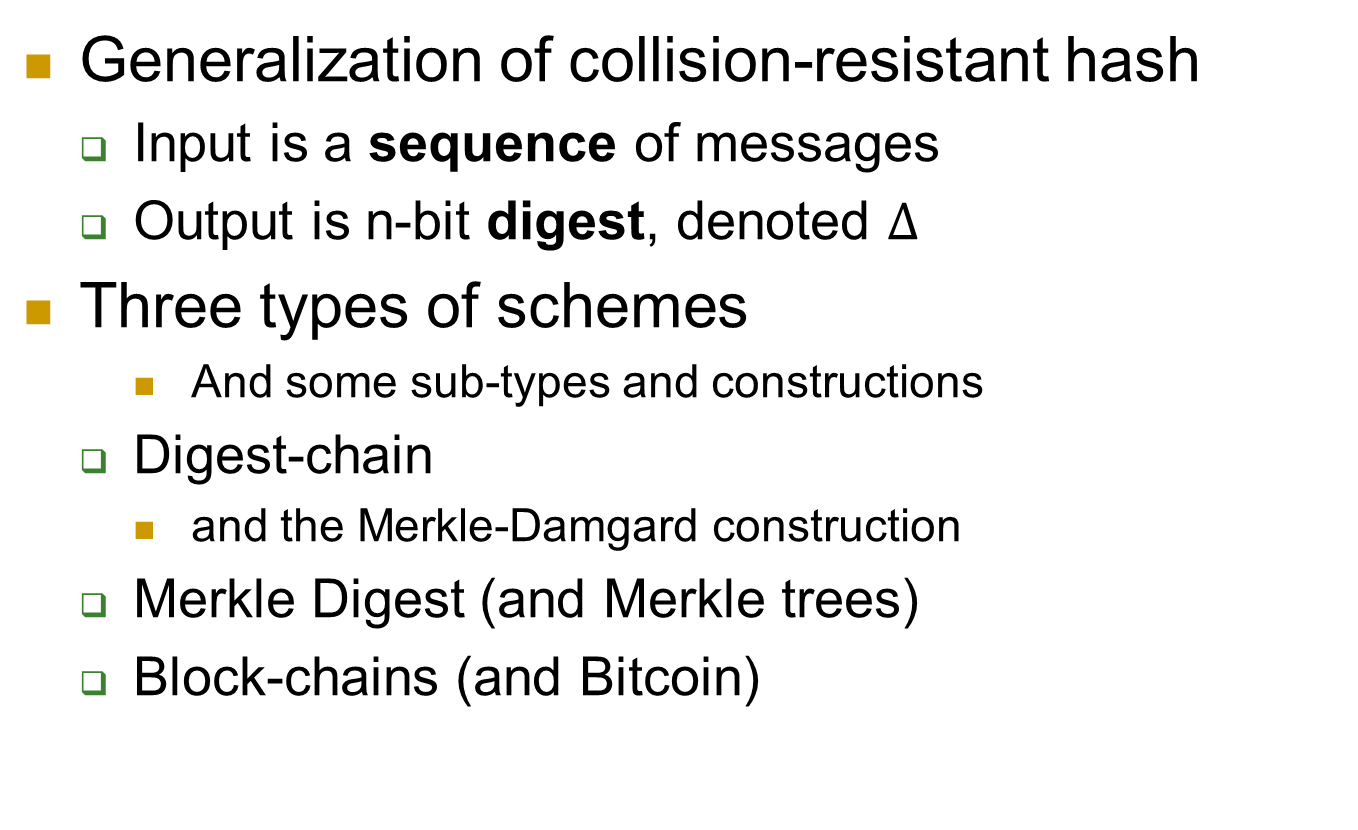 Generalization of collision-resistant hash
Input is a sequence of messages
Output is n-bit digest, denoted Δ
Three types of schemes
And some sub-types and constructions
Digest-chain
and the Merkle-Damgard construction
Merkle Digest (and Merkle trees)
Block-chains (and Bitcoin)